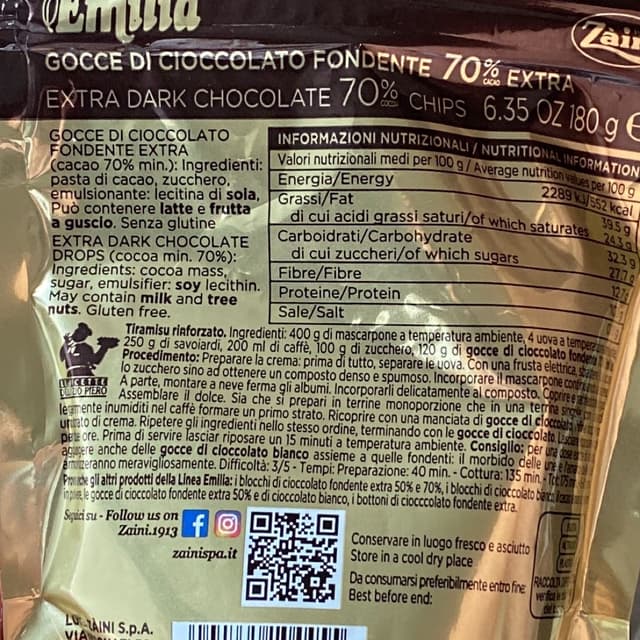 Emilia
Zaini
GOCCE DI CIOCCOLATO FONDENTE 70% CACAO EXTRA
EXTRA DARK CHOCOLATE 70% COCOA CHIPS 6.35 OZ 180 g e
GOCCE DI CIOCCOLATO
FONDENTE EXTRA
(cacao 70% min.): Ingredienti:
pasta di cacao, zucchero,
emulsionante: lecitina di sola,
Può contenere latte e frutta
a guscio. Senza glutine
EXTRA DARK CHOCOLATE
DROPS (cocoa min. 70%):
Ingredients: cocoa mass,
sugar, emulsifier: soy lecithin.
May contain milk and tree
nuts. Gluten free.
INFORMAZIONI NUTRIZIONALI / NUTRITIONAL INFORMATION
Valori nutrizionali medi per 100 g / Average nutrition values per 100 g
Energia/Energy 2289 kJ/552 kcal
Grassi/Fat 39.5 g
di cui acidi grassi saturi/of which saturates 24.3 g
Carboidrati/Carbohydrate 32.3 g
di cui zuccheri/of which sugars 27.7 g
Fibre/Fibre
Proteine/Protein
Sale/Salt
Tiramisu rinforzato. Ingredienti: 400 g di mascarpone a temperatura ambiente, 4 uova a
250 g di savoiardi, 200 ml di caffè, 100 g di zucchero, 120 g di gocce di cioccolato
Procedimento: Preparare la crema: prima di tutto, separare le uova. Con una frusta elettrica,
lo zucchero sino ad ottenere un composto denso e spumoso. Incorporare il mascarpone
A parte, montare a neve ferma gli albumi. Incorporarli delicatamente al composto. Coprire e
Assemblare il dolce. Sia che si prepari in terrine monoporzione che in una terrina
inumiditi nel caffè formare un primo strato. Ricoprire con una manciata di gocce di cioccolato
di crema. Ripetere gli ingredienti nello stesso ordine, terminando con le gocce di cioccolato.
ore. Prima di servire lasciar riposare un 15 minuti a temperatura ambiente. Consiglio: per una
anche delle gocce di cioccolato bianco assieme a quelle fondenti: il morbido delle
meravigliosamente. Difficoltà: 3/5 - Tempi: Preparazione: 40 min. - Cottura: 135 min. -
gli altri prodotti della Linea Emilia: i blocchi di cioccolato fondente extra 50% e 70%, i blocchi di cioccolato
le gocce di cioccolato fondente extra 50% e di cioccolato bianco, i bottoni di cioccolato fondente extra.
Seguici su - Follow us on
Zaini.1913
zainispa.it
Conservare in luogo fresco e asciutto
Store in a cool dry place
Da consumarsi preferibilmente entro fine
Best before end:
ZAINI S.p.A.
VIA